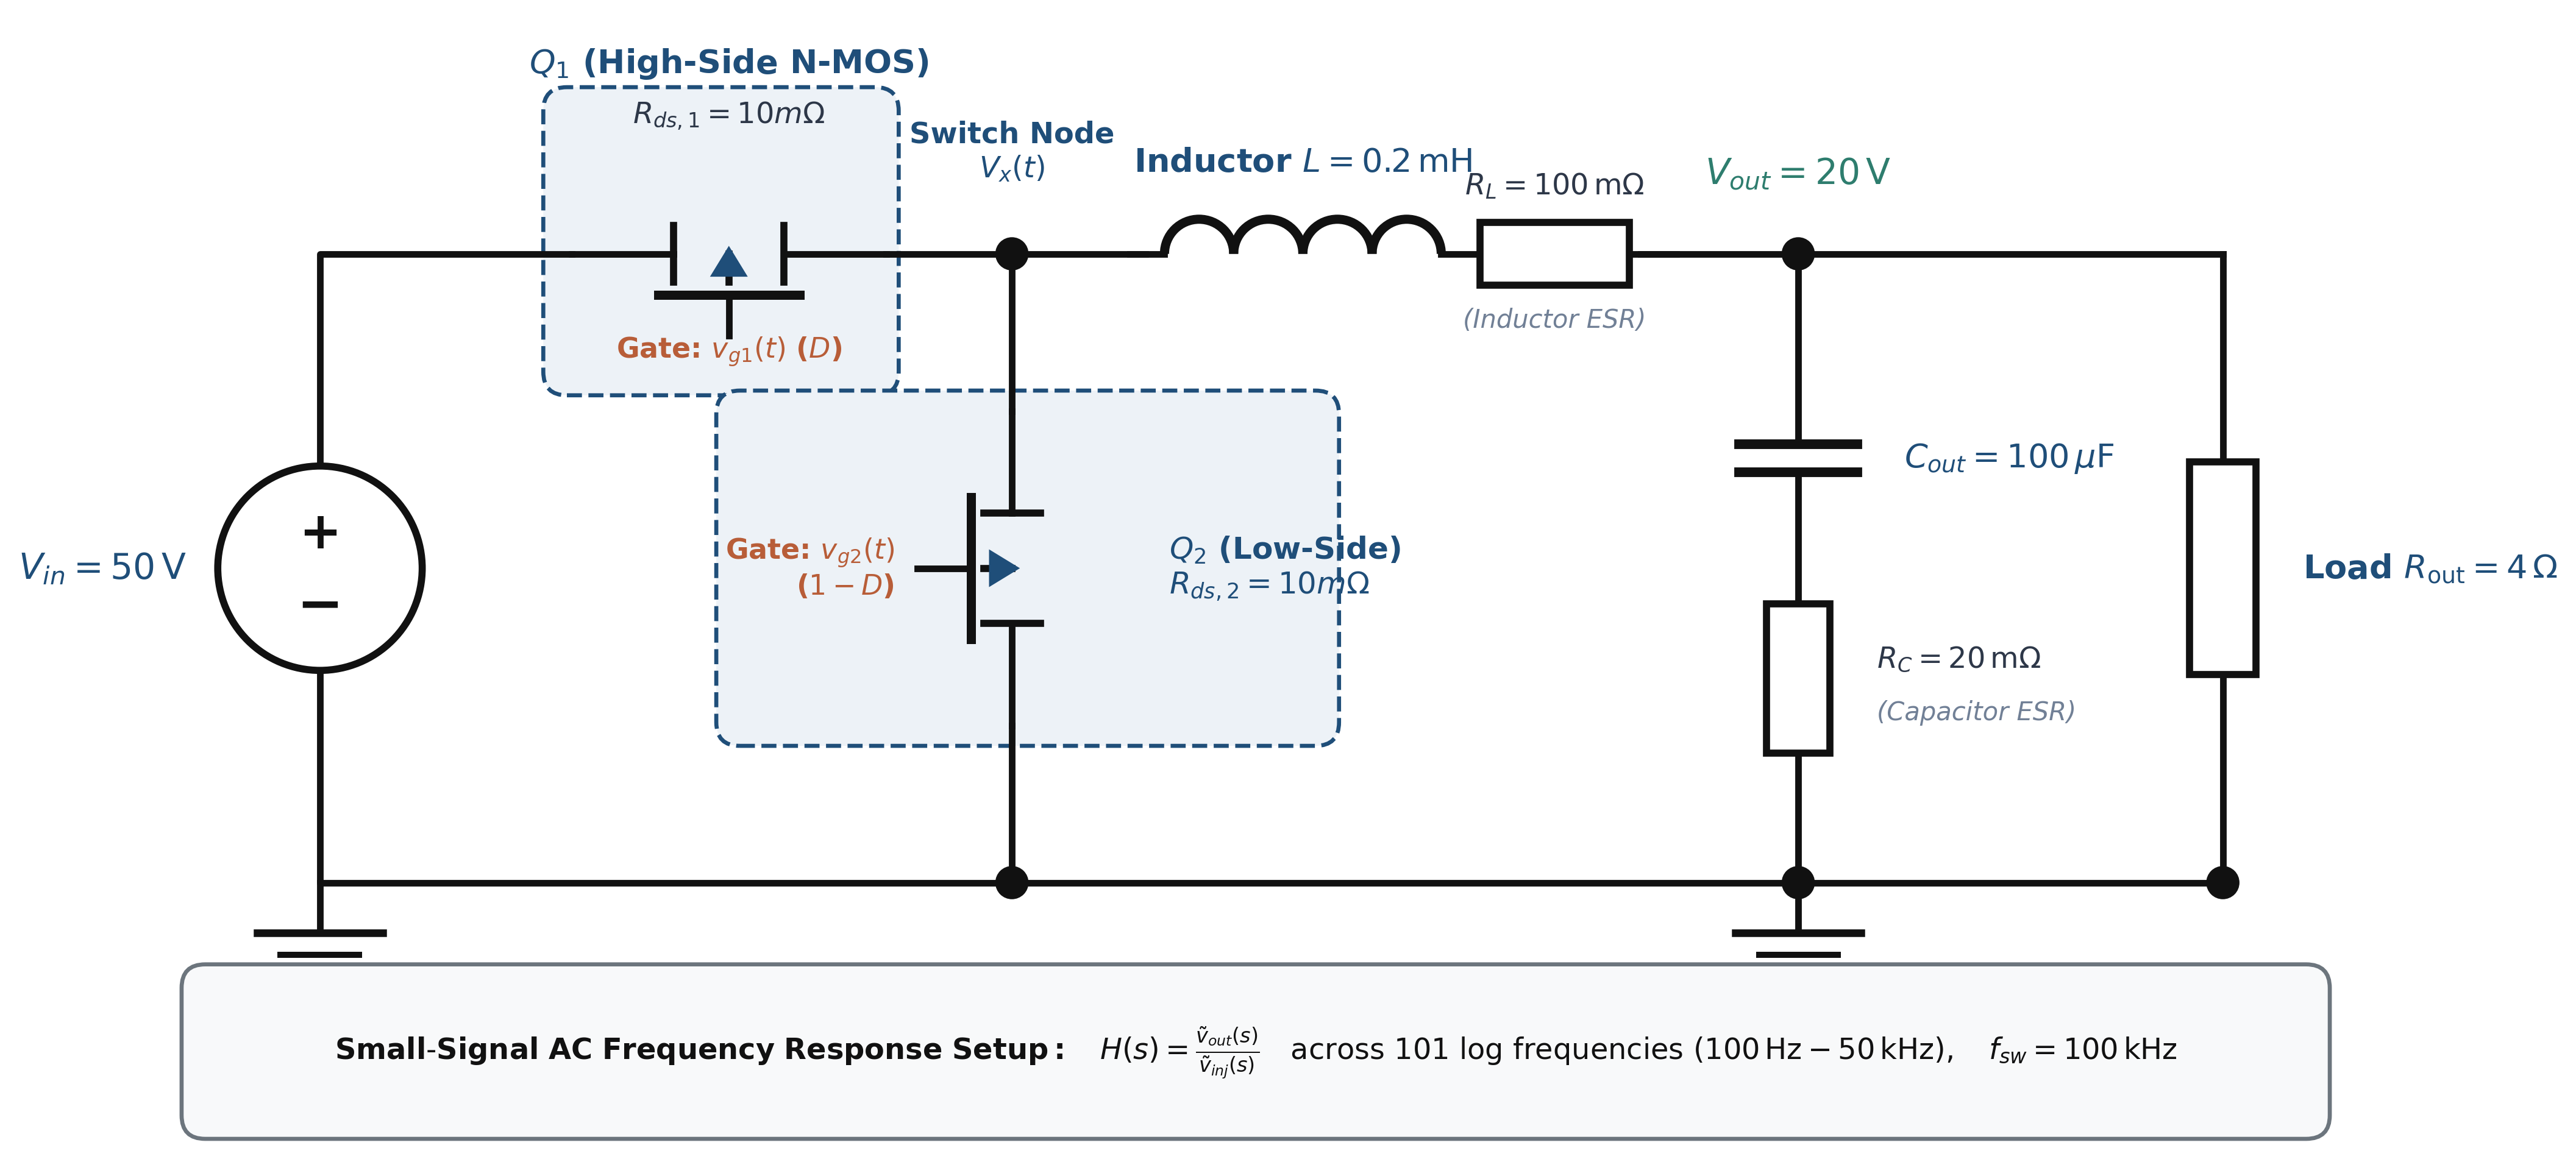 Q₁ (High-Side N-MOS)
R_ds,1 = 10mΩ
Switch Node
Vₓ(t)
Inductor L = 0.2 mH
R_L = 100 mΩ
V_out = 20 V
(Inductor ESR)
Gate: v_g1(t) (D)
+
−
V_in = 50 V
Gate: v_g2(t)
(1 − D)
Q₂ (Low-Side)
R_ds,2 = 10mΩ
C_out = 100 μF
Load R_out = 4 Ω
R_C = 20 mΩ
(Capacitor ESR)
Small-Signal AC Frequency Response Setup: H(s) = ṽ_out(s)/ṽ_inj(s) across 101 log frequencies (100 Hz − 50 kHz), f_sw = 100 kHz